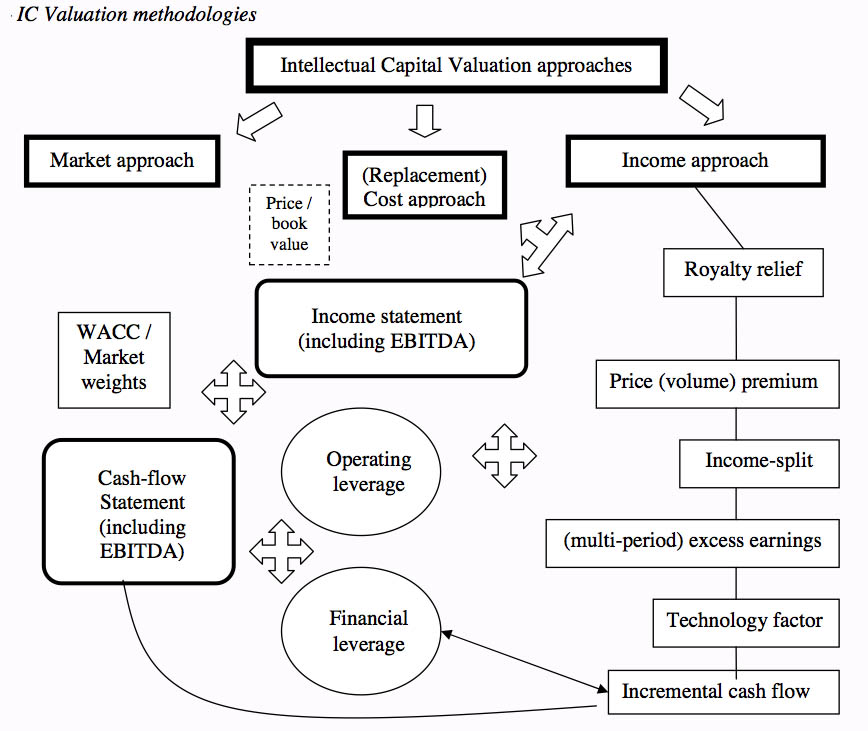 IC Valuation methodologies
Intellectual Capital Valuation approaches
Market approach
(Replacement)
Cost approach
Income approach
Price /
book
value
Royalty relief
Income statement
(including EBITDA)
WACC /
Market
weights
Price (volume) premium
Operating
leverage
Income-split
Cash-flow
Statement
(including
EBITDA)
(multi-period) excess earnings
Financial
leverage
Technology factor
Incremental cash flow